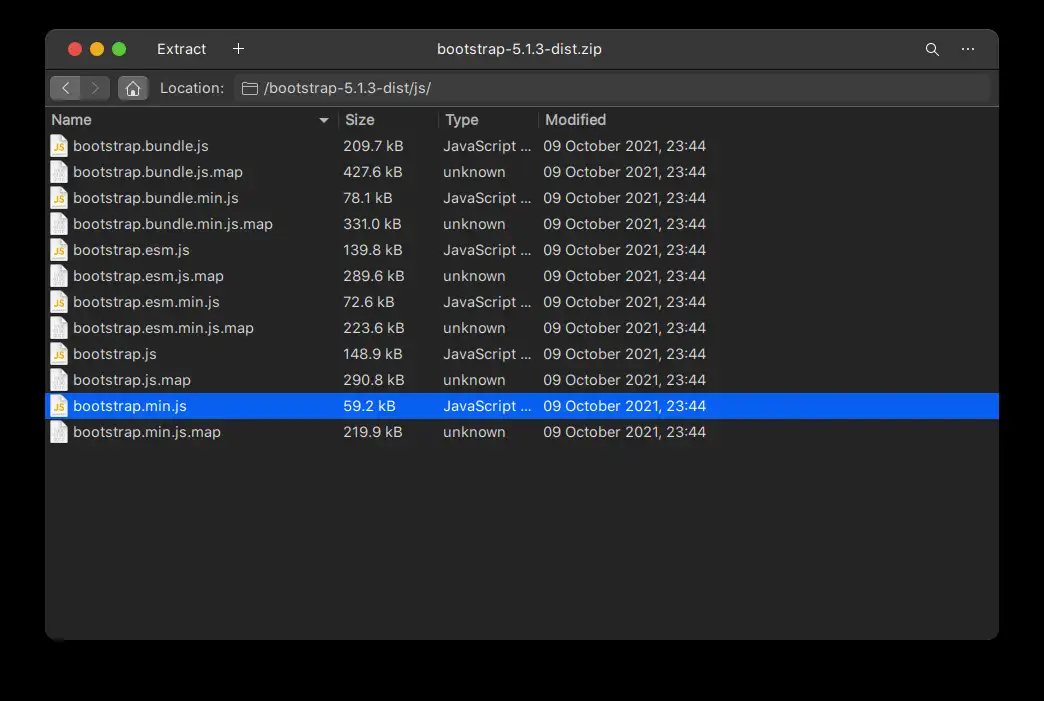 Extract + bootstrap-5.1.3-dist.zip
Location: /bootstrap-5.1.3-dist/js/
Name Size Type Modified
bootstrap.bundle.js 209.7 kB JavaScript ... 09 October 2021, 23:44
bootstrap.bundle.js.map 427.6 kB unknown 09 October 2021, 23:44
bootstrap.bundle.min.js 78.1 kB JavaScript ... 09 October 2021, 23:44
bootstrap.bundle.min.js.map 331.0 kB unknown 09 October 2021, 23:44
bootstrap.esm.js 139.8 kB JavaScript ... 09 October 2021, 23:44
bootstrap.esm.js.map 289.6 kB unknown 09 October 2021, 23:44
bootstrap.esm.min.js 72.6 kB JavaScript ... 09 October 2021, 23:44
bootstrap.esm.min.js.map 223.6 kB unknown 09 October 2021, 23:44
bootstrap.js 148.9 kB JavaScript ... 09 October 2021, 23:44
bootstrap.js.map 290.8 kB unknown 09 October 2021, 23:44
bootstrap.min.js 59.2 kB JavaScript ... 09 October 2021, 23:44
bootstrap.min.js.map 219.9 kB unknown 09 October 2021, 23:44